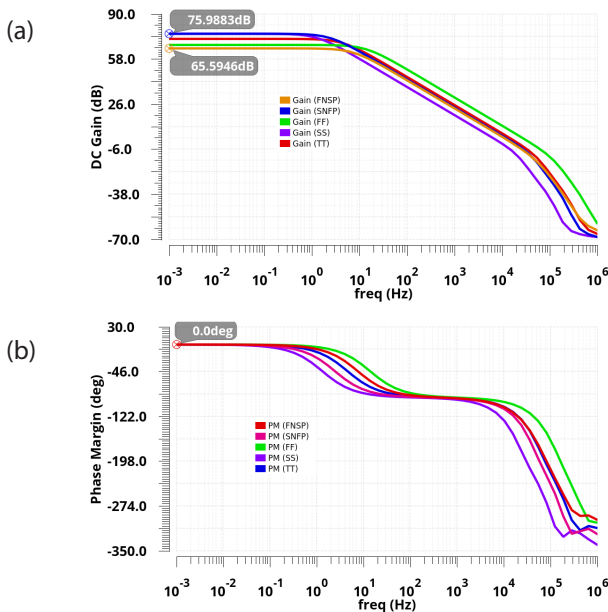 (a)
DC Gain (dB)
90.0
58.0
26.0
-6.0
-38.0
-70.0
75.9883dB
65.5946dB
Gain (FNSP)
Gain (SNFP)
Gain (FF)
Gain (SS)
Gain (TT)
10-3 10-2 10-1 100 101 102 103 104 105 106
freq (Hz)
(b)
Phase Margin (deg)
30.0
-46.0
-122.0
-198.0
-274.0
-350.0
0.0deg
PM (FNSP)
PM (SNFP)
PM (FF)
PM (SS)
PM (TT)
10-3 10-2 10-1 100 101 102 103 104 105 106
freq (Hz)